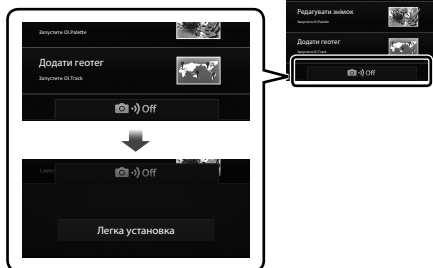 Запустити OI.Palette
Додати геотег
Запустити OI.Track
Off
Off
Легка установка
Редагувати знімок
Запустити OI.Palette
Додати геотег
Запустити OI.Track
Off